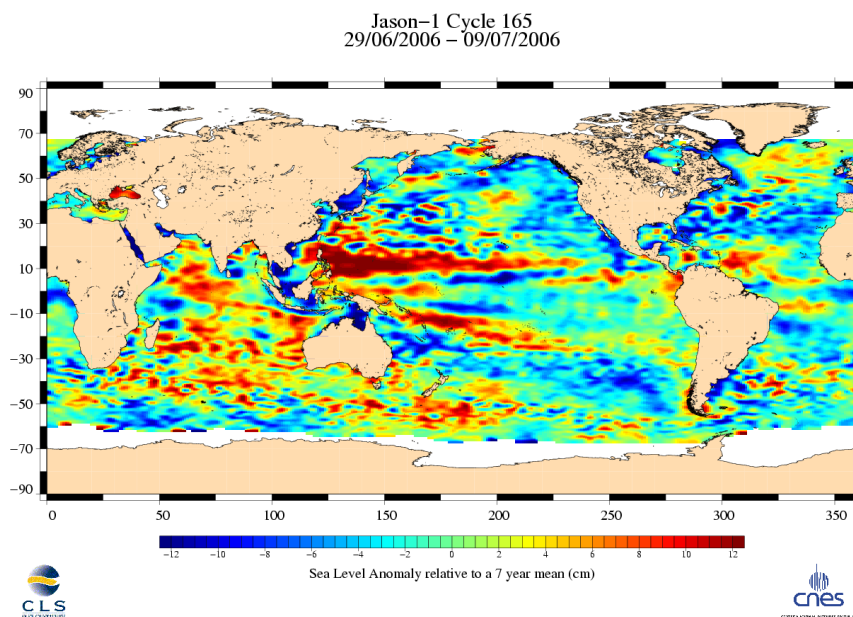 Jason−1 Cycle 165
29/06/2006 − 09/07/2006
90
70
50
30
10
−10
−30
−50
−70
−90
0 50 100 150 200 250 300 350
−12 −10 −8 −6 −4 −2 0 2 4 6 8 10 12
Sea Level Anomaly relative to a 7 year mean (cm)
CLS
cnes